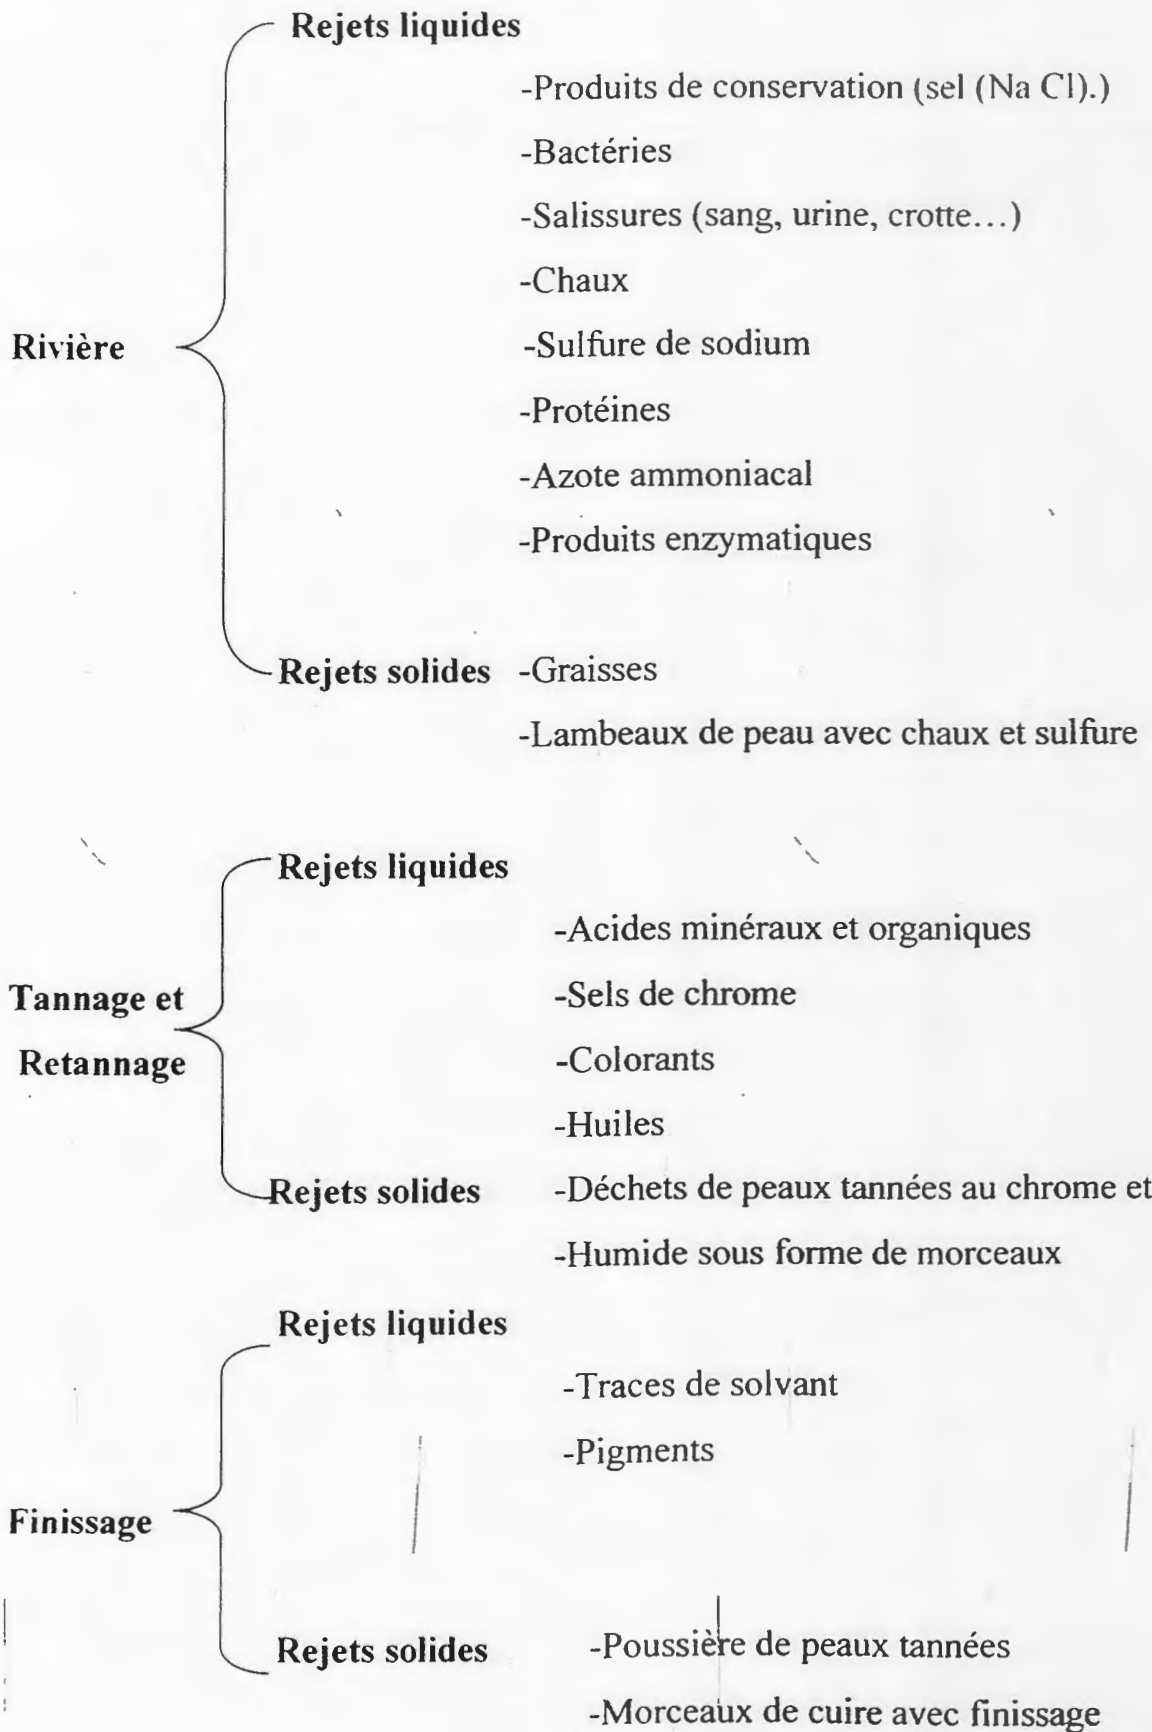 Rejets liquides
-Produits de conservation (sel (Na Cl).)
-Bactéries
-Salissures (sang, urine, crotte…)
-Chaux
Rivière
-Sulfure de sodium
-Protéines
-Azote ammoniacal
-Produits enzymatiques
Rejets solides -Graisses
-Lambeaux de peau avec chaux et sulfure
Rejets liquides
-Acides minéraux et organiques
Tannage et
-Sels de chrome
Retannage
-Colorants
-Huiles
Rejets solides -Déchets de peaux tannées au chrome et
-Humide sous forme de morceaux
Rejets liquides
-Traces de solvant
-Pigments
Finissage
Rejets solides -Poussière de peaux tannées
-Morceaux de cuire avec finissage